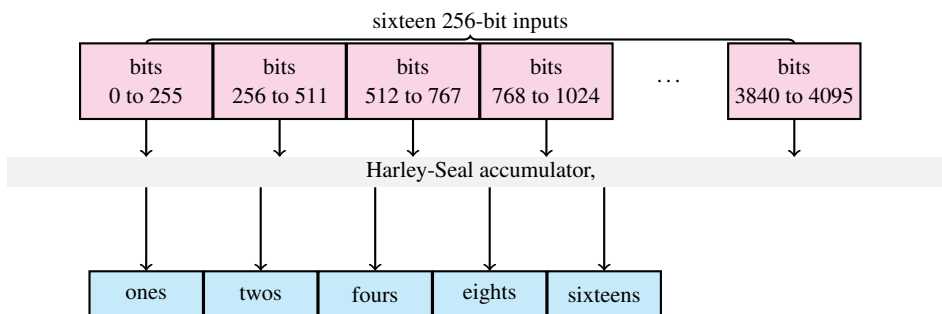 sixteen 256-bit inputs
bits
0 to 255
bits
256 to 511
bits
512 to 767
bits
768 to 1024
...
bits
3840 to 4095
Harley-Seal accumulator,
ones
twos
fours
eights
sixteens